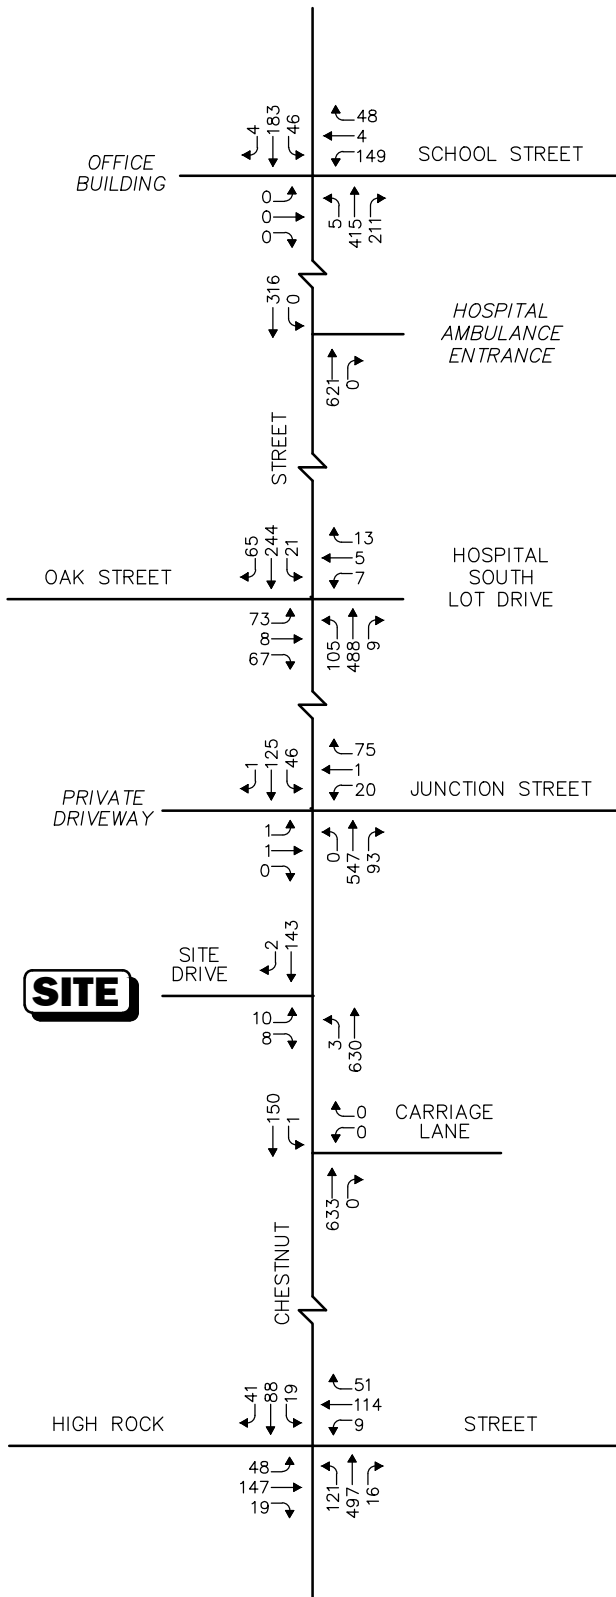 4 183 46
48
4
149
OFFICE
BUILDING
SCHOOL STREET
0
0
0
5 415 211
316 0
HOSPITAL
AMBULANCE
ENTRANCE
621 0
STREET
65 244 21
13
5
7
OAK STREET
HOSPITAL
SOUTH
LOT DRIVE
73
8
67
105 488 9
1 125 46
75
1
20
PRIVATE
DRIVEWAY
JUNCTION STREET
1
1
0
0 547 93
2 143
SITE
DRIVE
SITE
10
8
3 630
150 1
0
0
CARRIAGE
LANE
633 0
CHESTNUT
41 88 19
51
114
9
HIGH ROCK
STREET
48
147
19
121 497 16